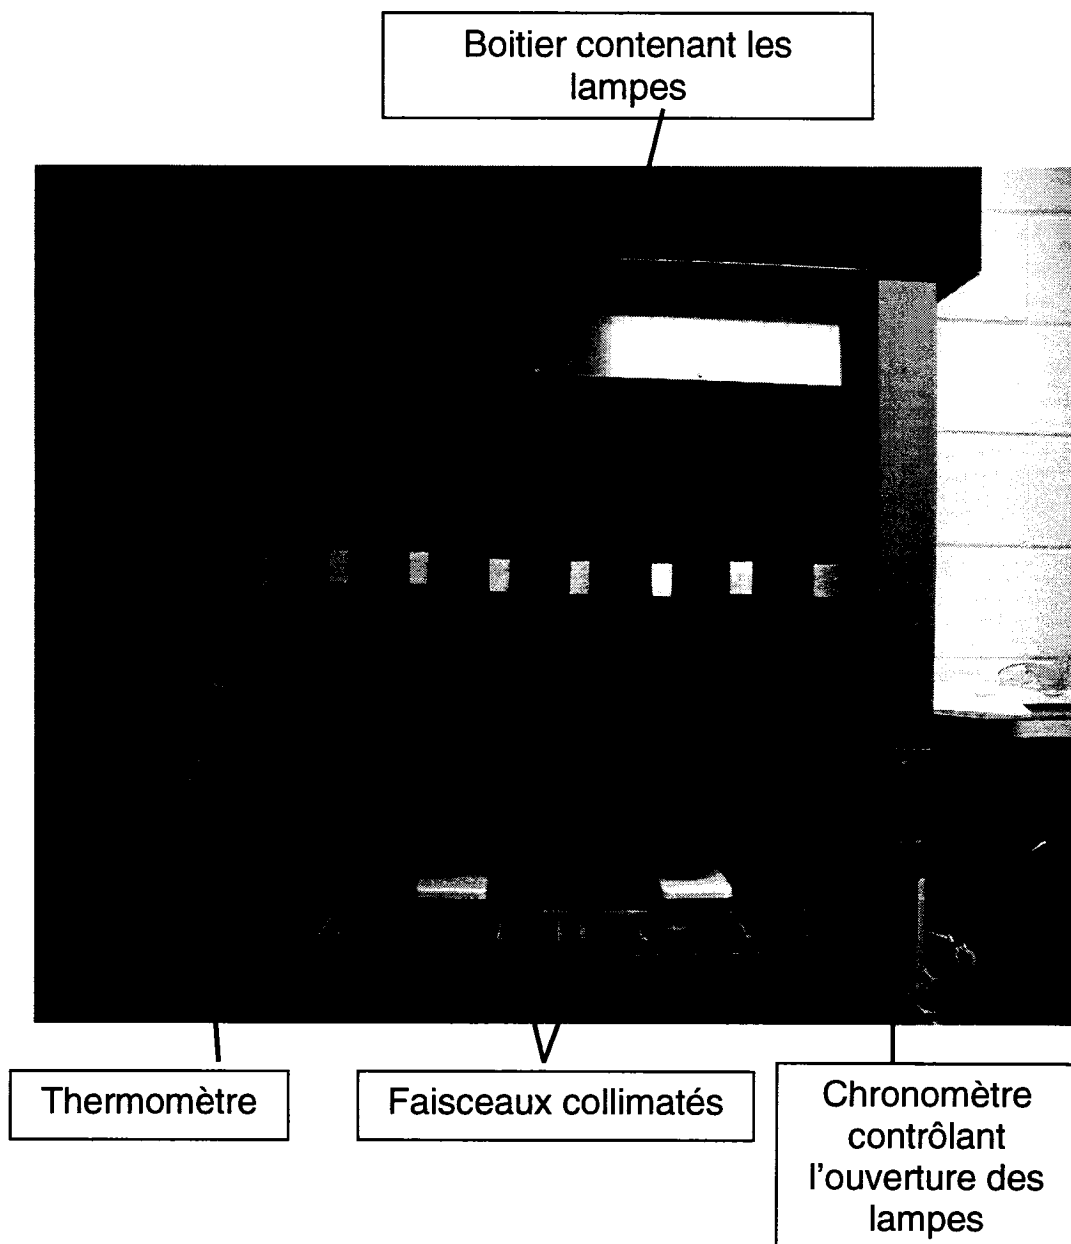 Boitier contenant les
lampes
Thermomètre
Faisceaux collimatés
Chronomètre
contrôlant
l'ouverture des
lampes